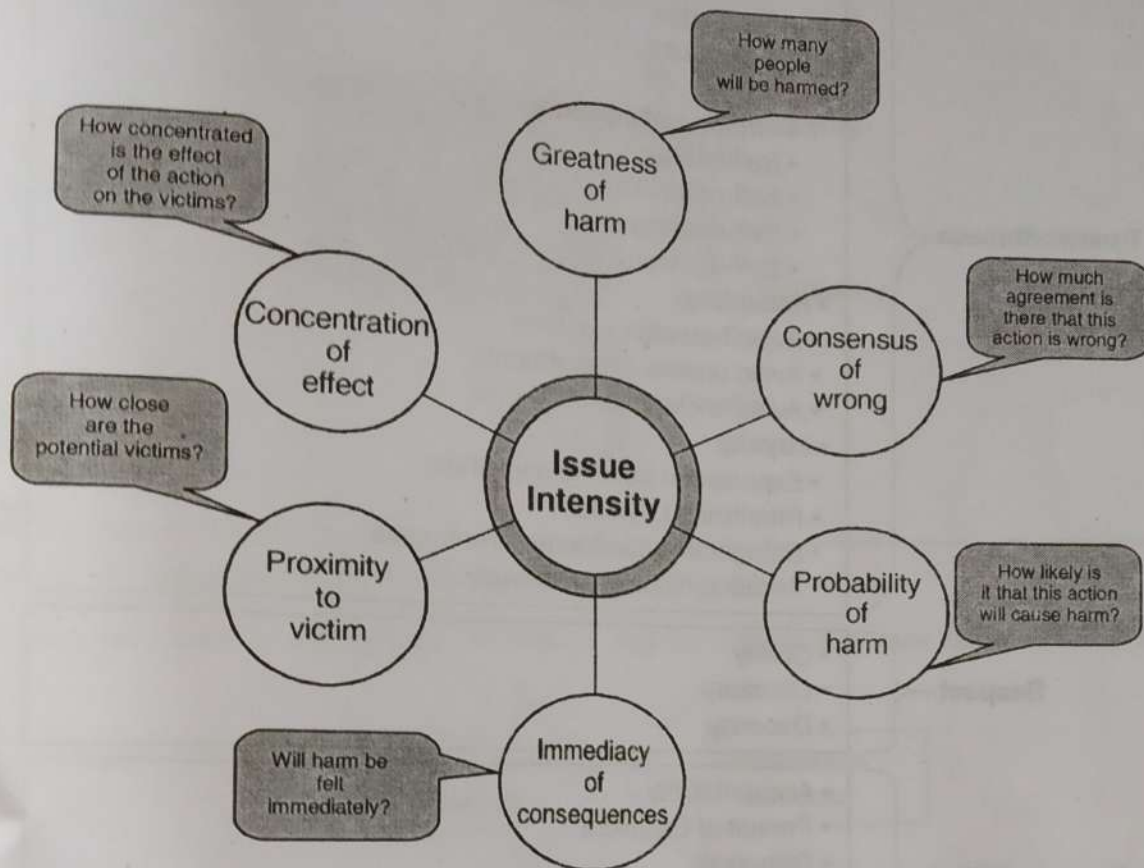 How many
people
will be harmed?
Greatness
of
harm
How concentrated
is the effect
of the action
on the victims?
Concentration
of
effect
How much
agreement is
there that this
action is wrong?
Consensus
of
wrong
How close
are the
potential victims?
Proximity
to
victim
Issue
Intensity
How likely is
it that this action
will cause harm?
Probability
of
harm
Will harm be
felt
immediately?
Immediacy
of
consequences